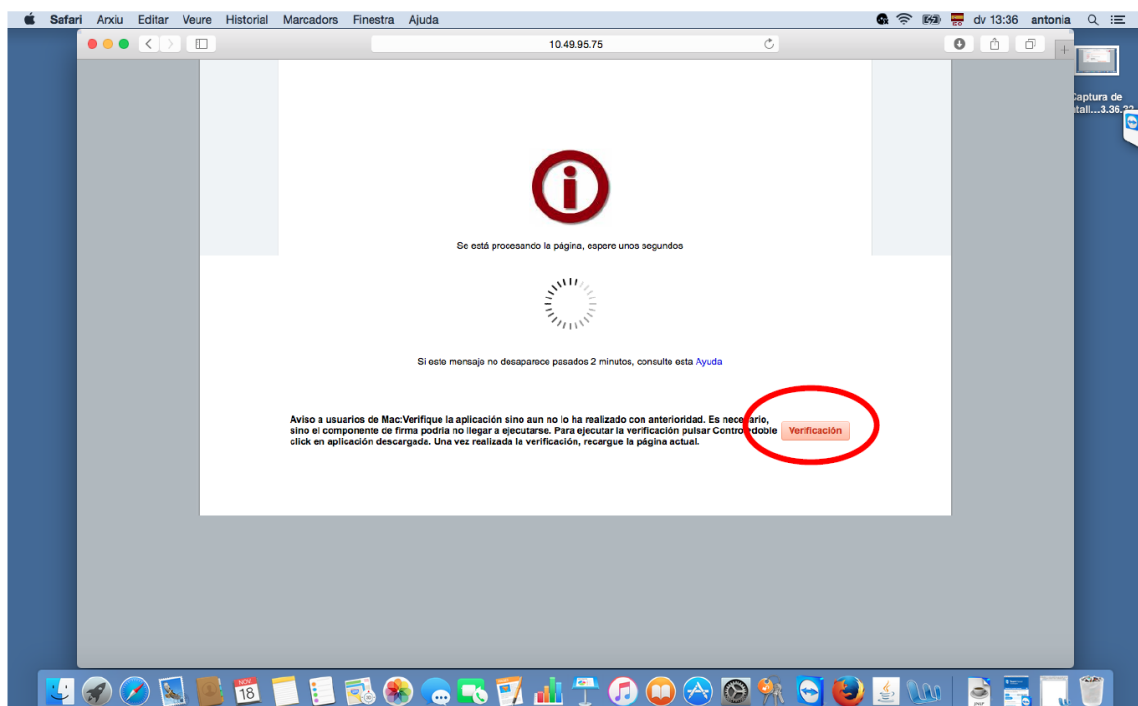 Safari Arxiu Editar Veure Historial Marcadors Finestra Ajuda dv 13:36 antonia
10.49.95.75
Captura de
Se está procesando la página, espere unos segundos
Si este mensaje no desaparece pasados 2 minutos, consulte esta Ayuda
Aviso a usuarios de Mac:Verifique la aplicación sino aun no lo ha realizado con anterioridad. Es necesario,
sino el componente de firma podria no llegar a ejecutarse. Para ejecutar la verificación pulsar Control+doble
click en aplicación descargada. Una vez realizada la verificación, recargue la página actual.
Verificación
NOV
18